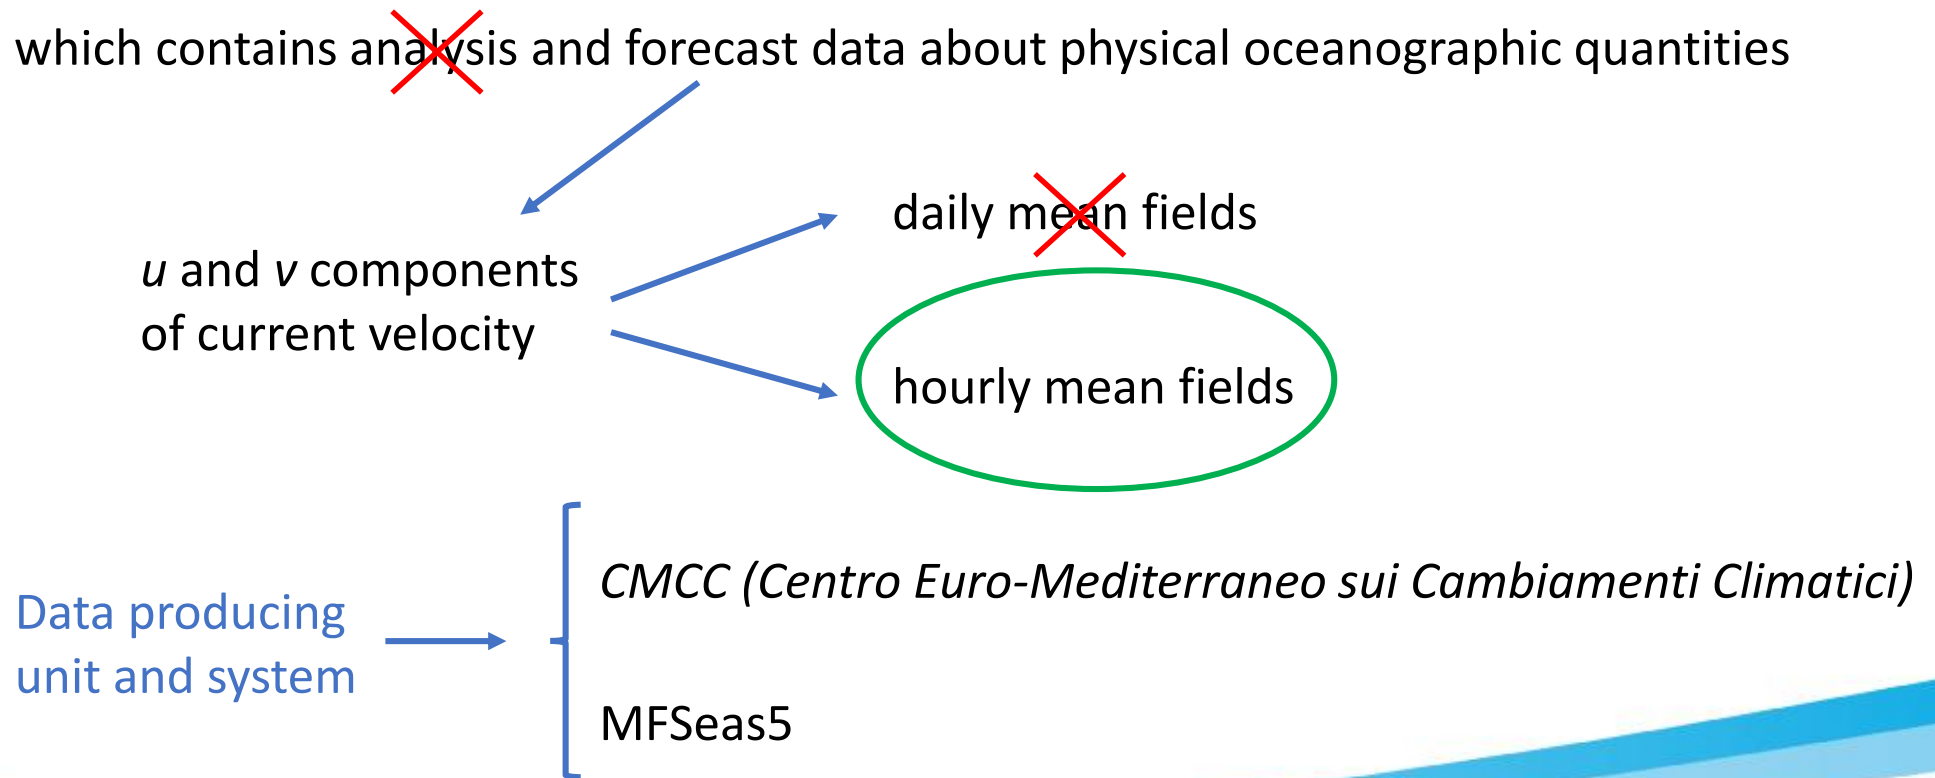 which contains analysis and forecast data about physical oceanographic quantities
daily mean fields
u and v components
of current velocity
hourly mean fields
CMCC (Centro Euro-Mediterraneo sui Cambiamenti Climatici)
Data producing
unit and system
MFSeas5